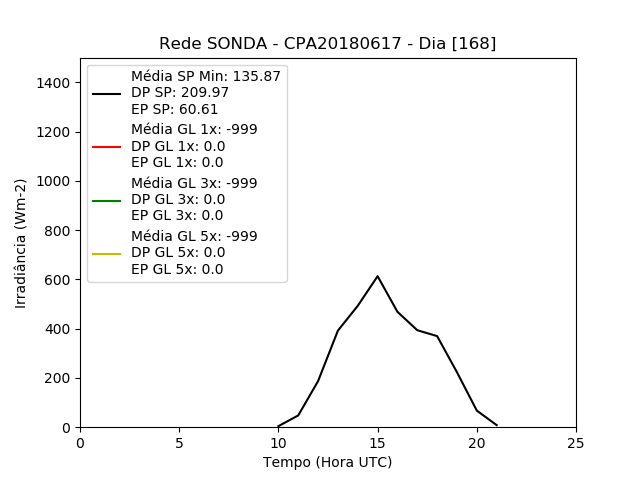 Rede SONDA - CPA20180617 - Dia [168]
Média SP Min: 135.87
DP SP: 209.97
EP SP: 60.61
Média GL 1x: -999
DP GL 1x: 0.0
EP GL 1x: 0.0
Média GL 3x: -999
DP GL 3x: 0.0
EP GL 3x: 0.0
Média GL 5x: -999
DP GL 5x: 0.0
EP GL 5x: 0.0
Irradiância (Wm-2)
1400
1200
1000
800
600
400
200
0
0 5 10 15 20 25
Tempo (Hora UTC)